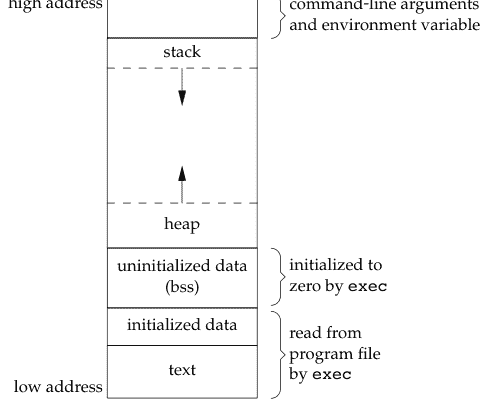 high address
command-line arguments
and environment variable
stack
heap
uninitialized data
(bss)
initialized to
zero by exec
initialized data
read from
program file
by exec
text
low address